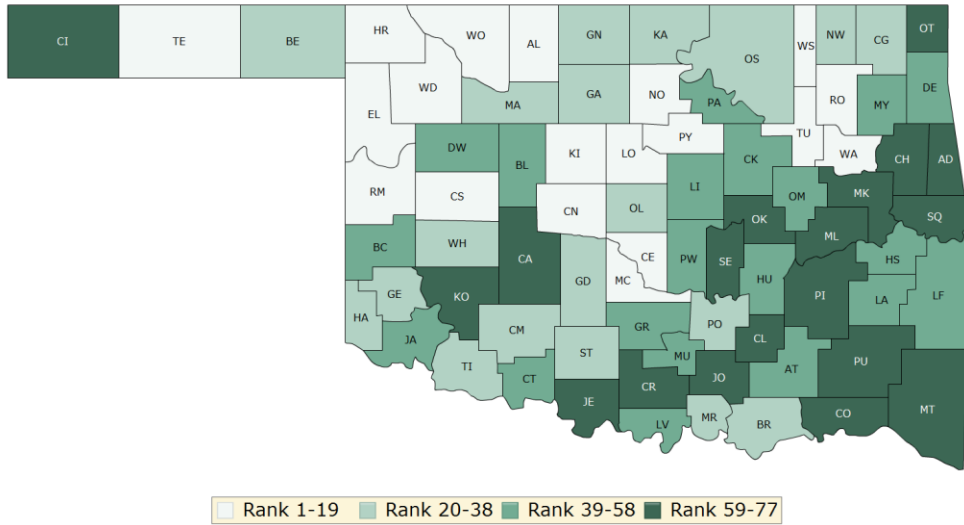 CI TE BE HR WO AL GN KA OS WS NW CG OT
WD MA GA NO PA RO MY DE
EL DW BL KI LO PY CK TU WA CH AD
RM CS CN OL LI OM MK SQ
BC WH CA GD MC CE PW OK ML HS
GE KO SE HU PI LA LF
HA JA CM GR PO CL
TI CT ST MU JO AT PU
JE CR MR BR CO MT
LV
Rank 1-19 Rank 20-38 Rank 39-58 Rank 59-77